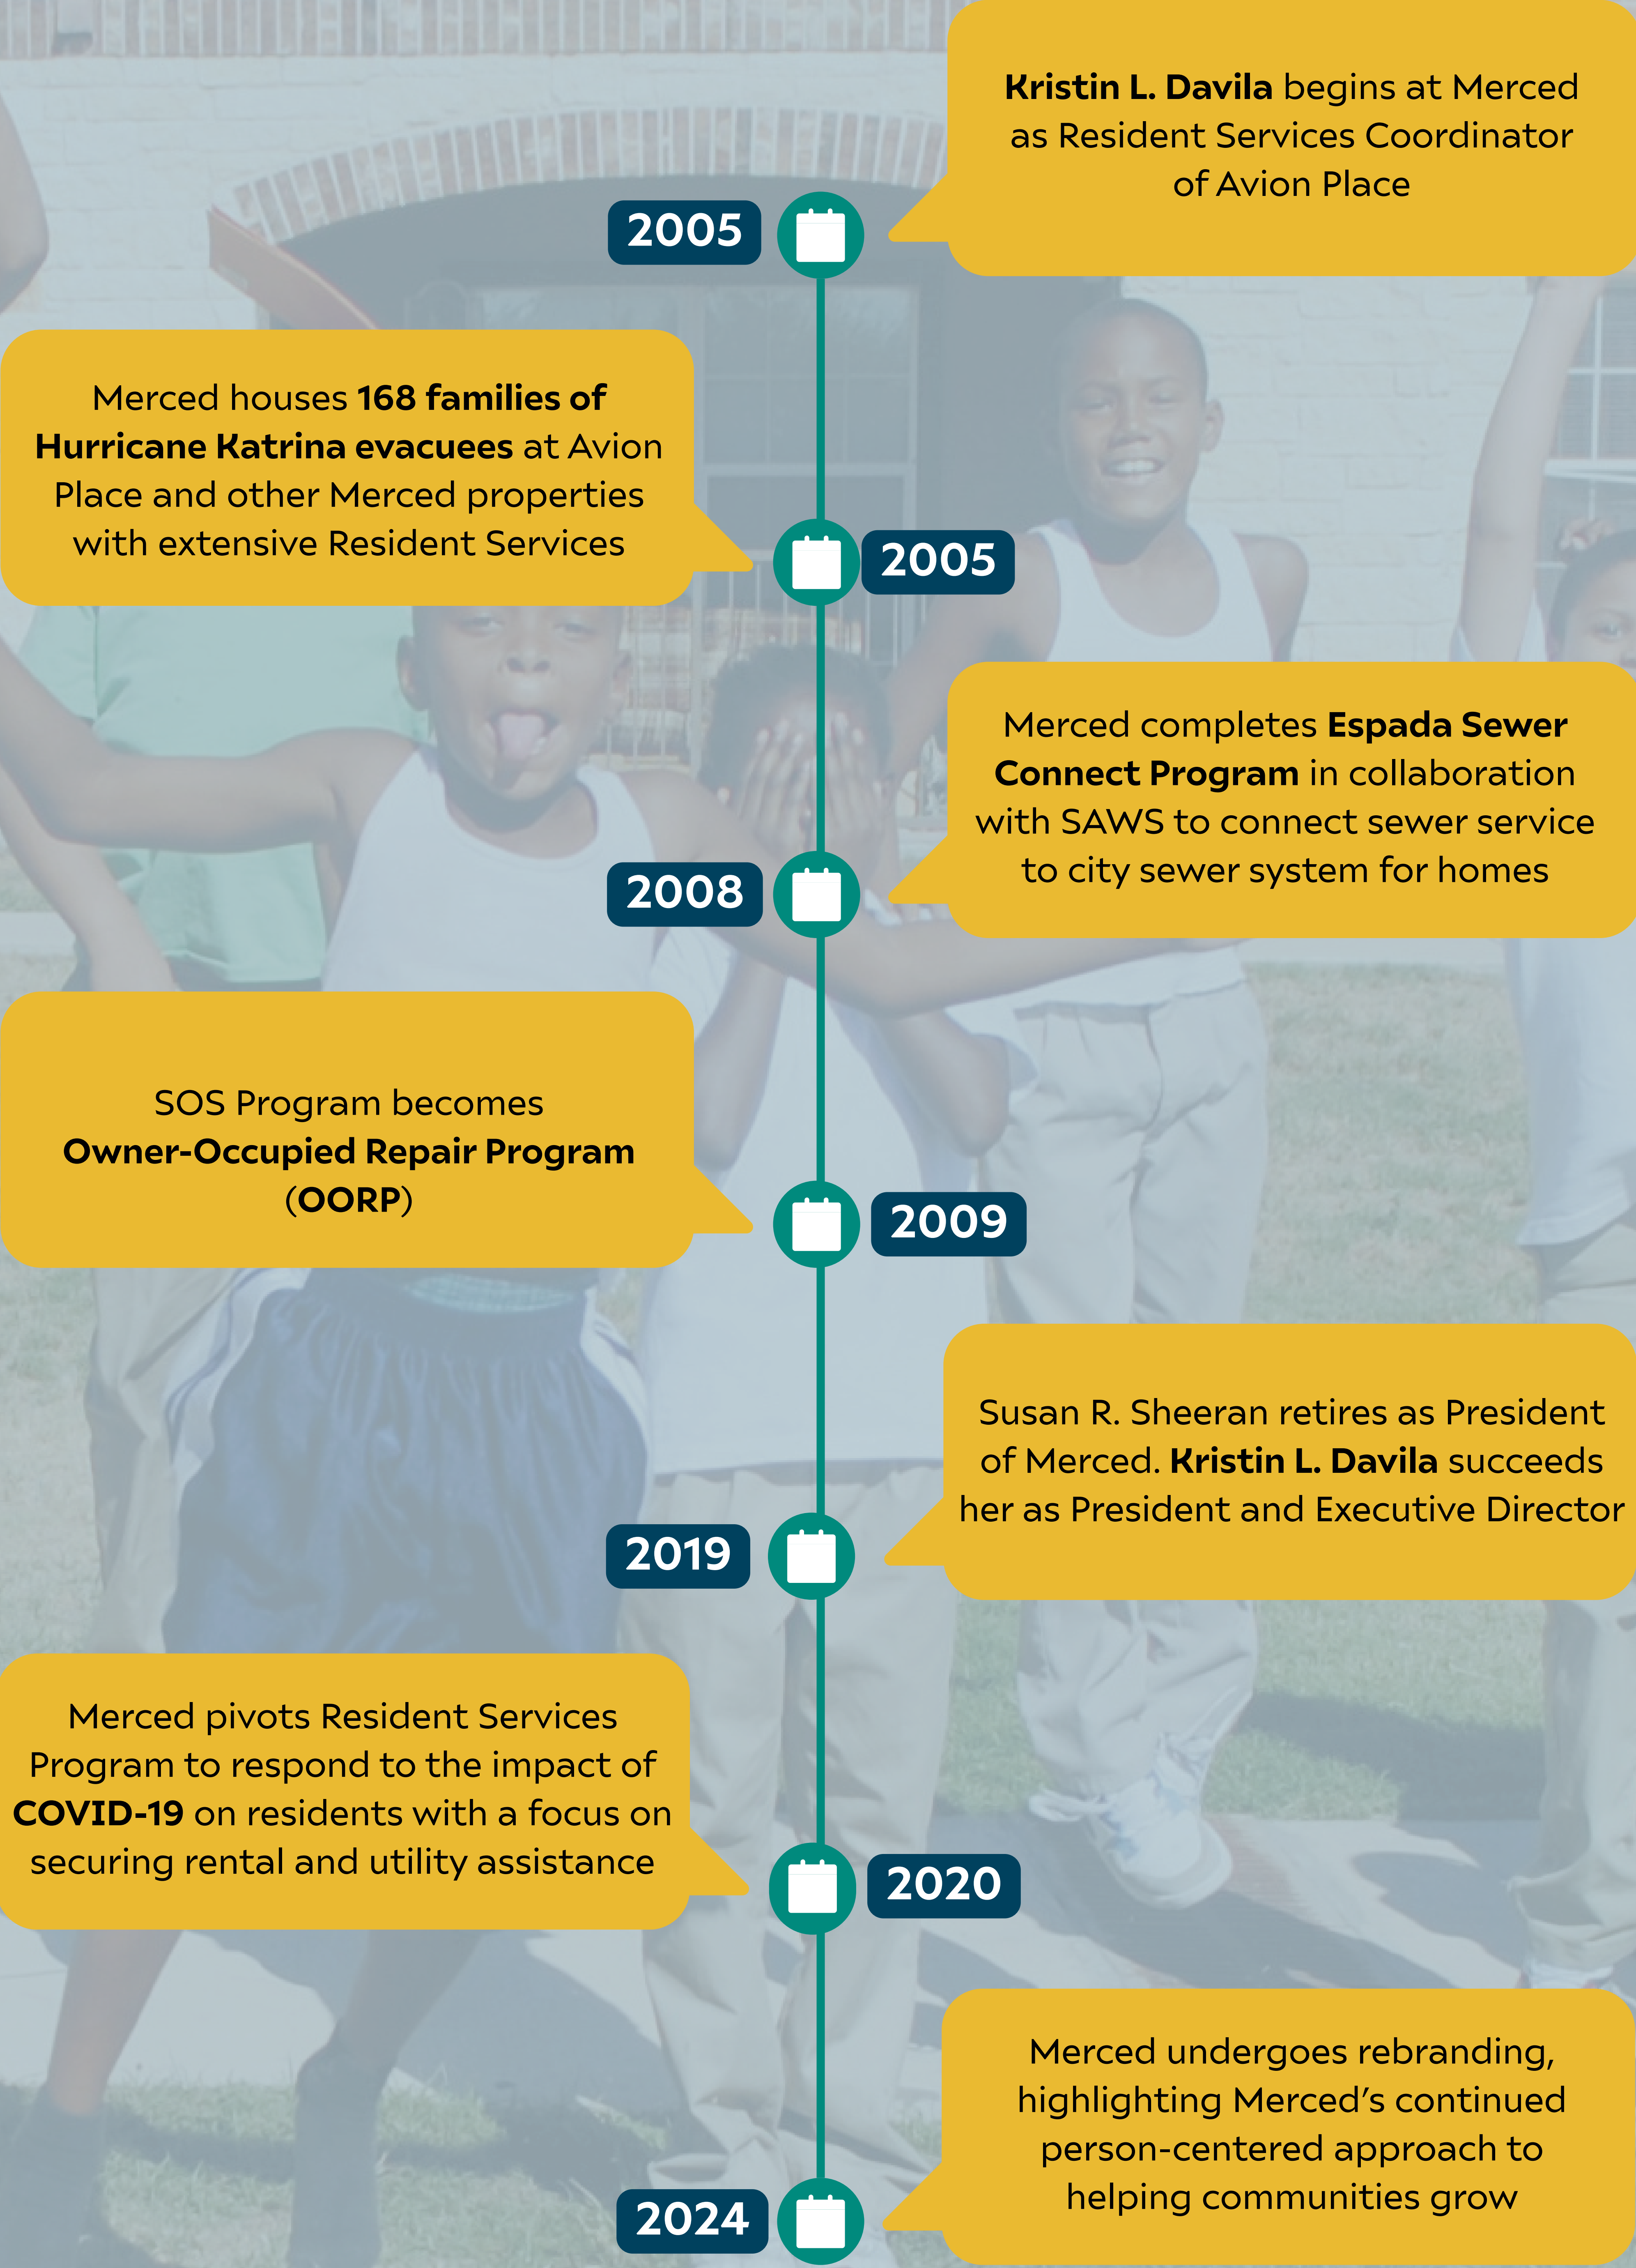 Kristin L. Davila begins at Merced
as Resident Services Coordinator
of Avion Place
2005
Merced houses 168 families of
Hurricane Katrina evacuees at Avion
Place and other Merced properties
with extensive Resident Services
2005
Merced completes Espada Sewer
Connect Program in collaboration
with SAWS to connect sewer service
to city sewer system for homes
2008
SOS Program becomes
Owner-Occupied Repair Program
(OORP)
2009
Susan R. Sheeran retires as President
of Merced. Kristin L. Davila succeeds
her as President and Executive Director
2019
Merced pivots Resident Services
Program to respond to the impact of
COVID-19 on residents with a focus on
securing rental and utility assistance
2020
Merced undergoes rebranding,
highlighting Merced's continued
person-centered approach to
helping communities grow
2024